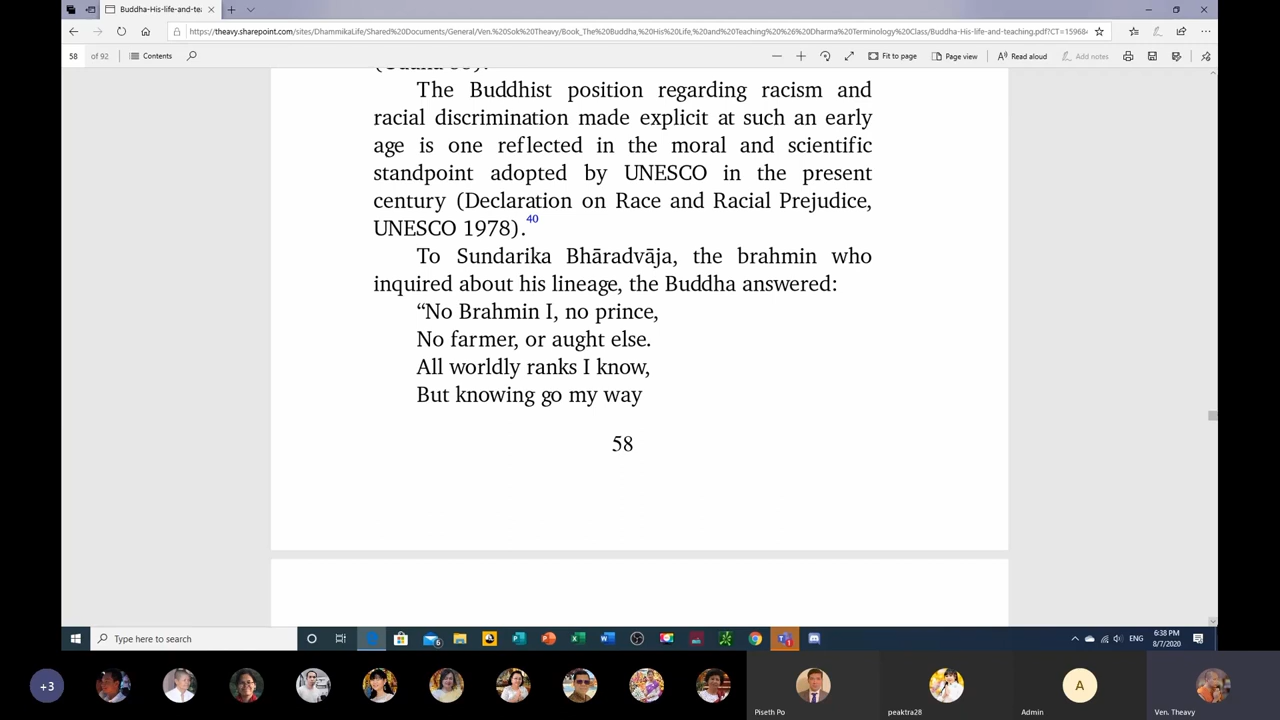 Buddha-His-life-and-tea
https://theavy.sharepoint.com/sites/DhammikaLife/Shared%20Documents/General/Ven.%20Sok%20Theavy/Book_The%20Buddha,%20His%20Life,%20and%20Teaching%20%26%20Dharma%20Terminology%20Class/Buddha-His-life-and-teaching.pdf?CT=15968
58 of 92 Contents Fit to page Page view Read aloud Add notes
The Buddhist position regarding racism and
racial discrimination made explicit at such an early
age is one reflected in the moral and scientific
standpoint adopted by UNESCO in the present
century (Declaration on Race and Racial Prejudice,
UNESCO 1978).40
To Sundarika Bhāradvāja, the brahmin who
inquired about his lineage, the Buddha answered:
“No Brahmin I, no prince,
No farmer, or aught else.
All worldly ranks I know,
But knowing go my way
58
Type here to search
6
1
ENG
6:38 PM
8/7/2020
+3
A
Piseth Po
peaktra28
Admin
Ven, Theavy